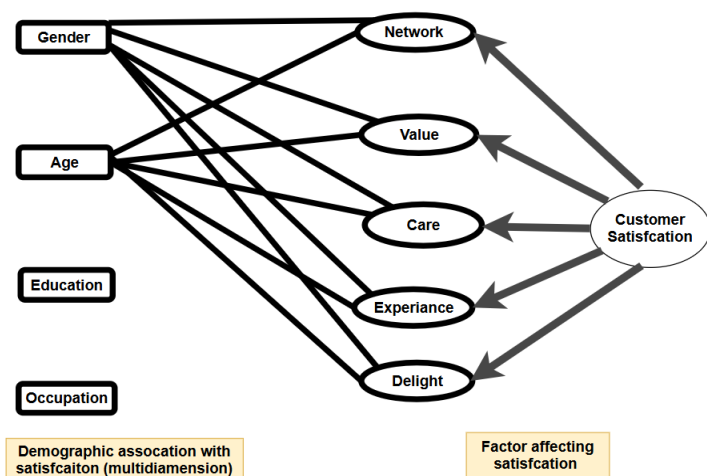 Gender
Network
Age
Value
Care
Customer
Satisfcation
Education
Experiance
Occupation
Delight
Demographic assocation with
satisfcaiton (multidiamension)
Factor affecting
satisfcation